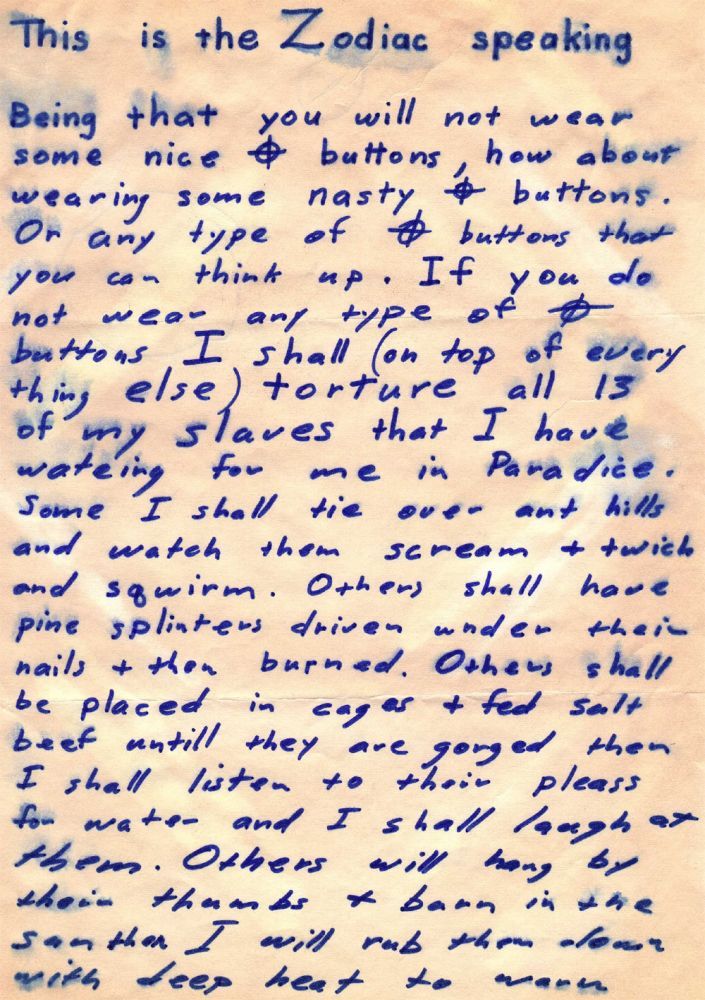 This is the Zodiac speaking
Being that you will not wear
some nice ⌖ buttons, how about
wearing some nasty ⌖ buttons.
Or any type of ⌖ buttons that
you can think up. If you do
not wear any type of ⌖
buttons I shall (on top of every
thing else) torture all 13
of my slaves that I have
wateing for me in Paradice.
Some I shall tie over ant hills
and watch them scream + twich
and squirm. Others shall have
pine splinters driven under their
nails + then burned. Others shall
be placed in cages + fed salt
beef untill they are gorged then
I shall listen to their pleass
for water and I shall laugh at
them. Others will hang by
their thumbs + burn in the
sun then I will rub them down
with deep heat to warm